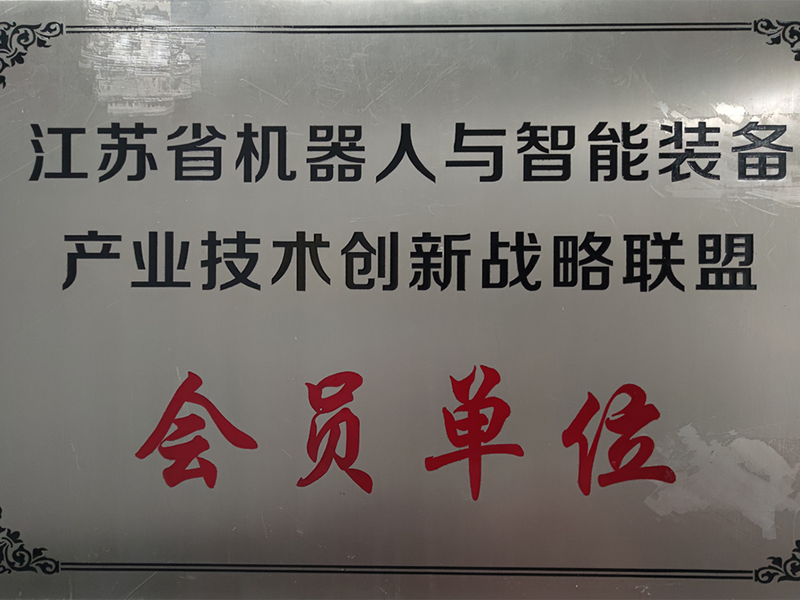 江苏省机器人与智能装备
产业技术创新战略联盟
会员单位